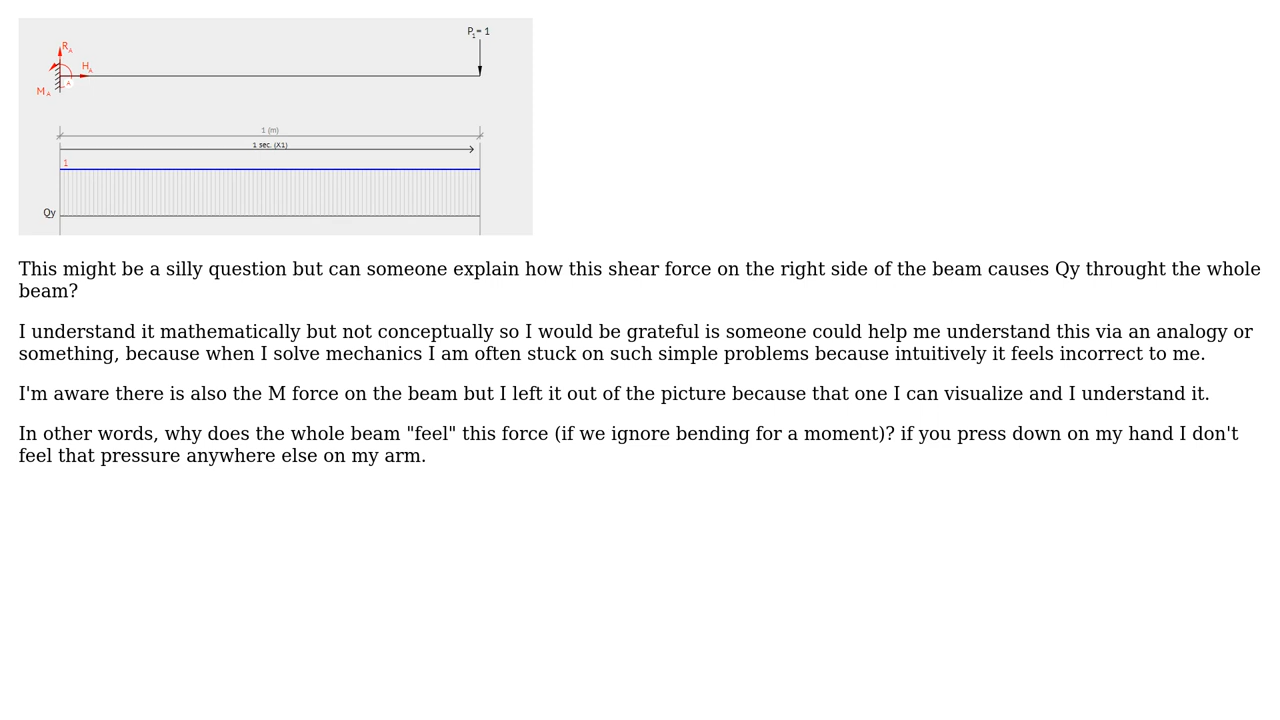 P1= 1
RA
HA
A
MA
1 (m)
1 sec. (X1)
1
Qy
This might be a silly question but can someone explain how this shear force on the right side of the beam causes Qy throught the whole
beam?
I understand it mathematically but not conceptually so I would be grateful is someone could help me understand this via an analogy or
something, because when I solve mechanics I am often stuck on such simple problems because intuitively it feels incorrect to me.
I'm aware there is also the M force on the beam but I left it out of the picture because that one I can visualize and I understand it.
In other words, why does the whole beam "feel" this force (if we ignore bending for a moment)? if you press down on my hand I don't
feel that pressure anywhere else on my arm.